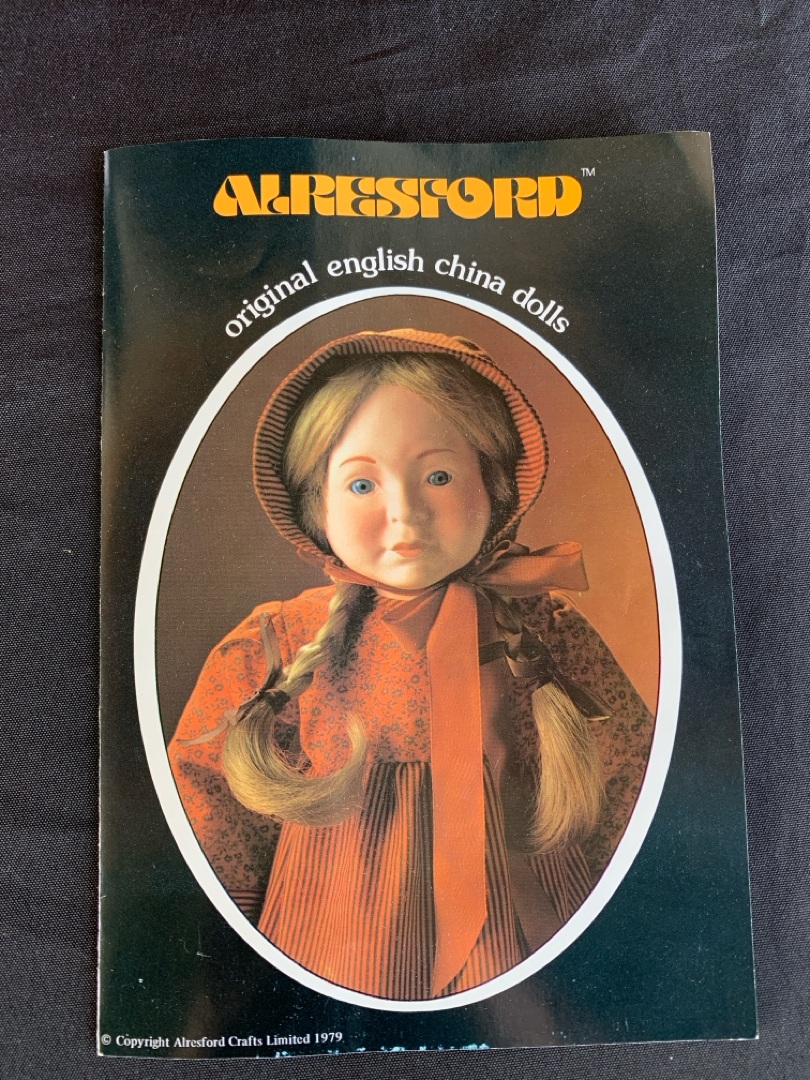 ALRESFORD™
original english china dolls
© Copyright Alresford Crafts Limited 1979